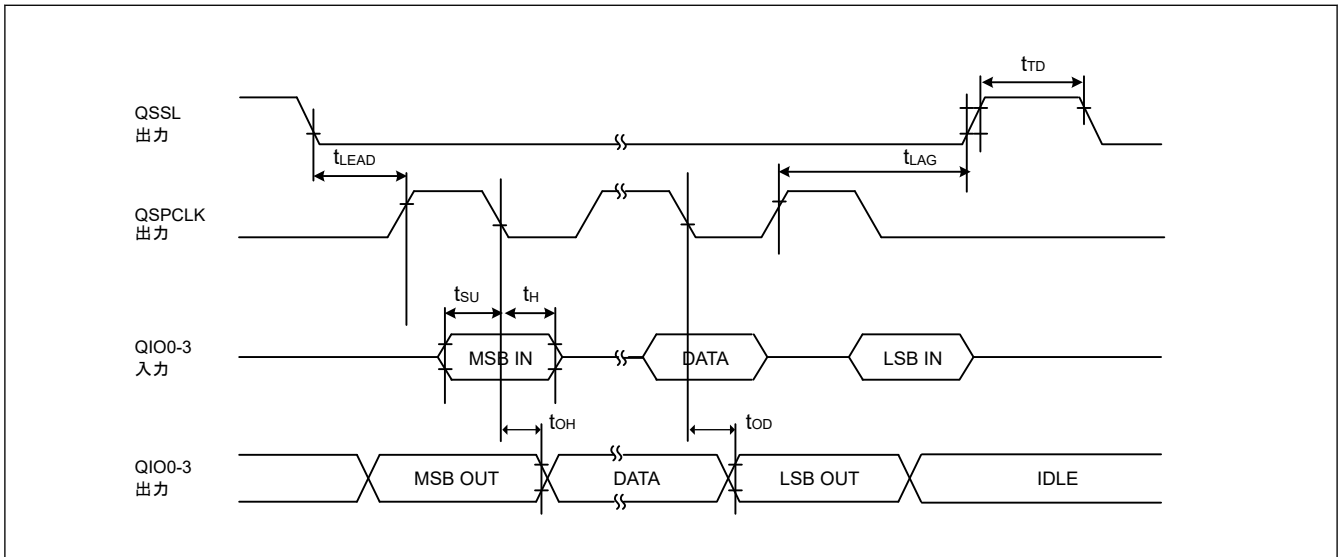 tTD
QSSL
出力
tLEAD
tLAG
QSPCLK
出力
tSU
tH
QIO0-3
入力
MSB IN
DATA
LSB IN
tOH
tOD
QIO0-3
出力
MSB OUT
DATA
LSB OUT
IDLE